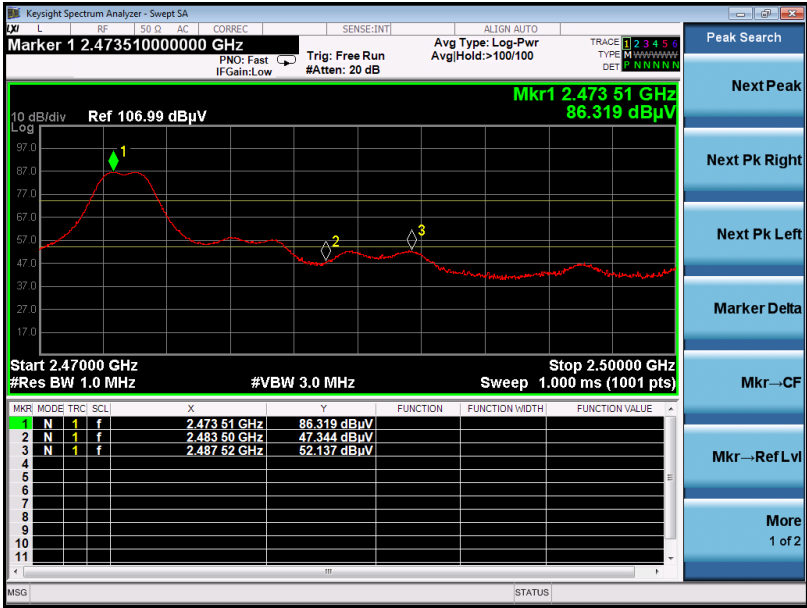 Keysight Spectrum Analyzer - Swept SA
LXI L RF 50 Ω AC CORREC SENSE:INT ALIGN AUTO
Marker 1 2.473510000000 GHz
PNO: Fast
IFGain:Low
Trig: Free Run
#Atten: 20 dB
Avg Type: Log-Pwr
Avg|Hold:>100/100
TRACE 1 2 3 4 5 6
TYPE M W W W W W
DET P N N N N N
Mkr1 2.473 51 GHz
86.319 dBµV
10 dB/div Ref 106.99 dBµV
Log
97.0
87.0
77.0
67.0
57.0
47.0
37.0
27.0
17.0
1
2
3
Start 2.47000 GHz Stop 2.50000 GHz
#Res BW 1.0 MHz #VBW 3.0 MHz Sweep 1.000 ms (1001 pts)
MKR MODE TRC SCL X Y FUNCTION FUNCTION WIDTH FUNCTION VALUE
1 N 1 f 2.473 51 GHz 86.319 dBµV
2 N 1 f 2.483 50 GHz 47.344 dBµV
3 N 1 f 2.487 52 GHz 52.137 dBµV
4
5
6
7
8
9
10
11
MSG STATUS
Peak Search
Next Peak
Next Pk Right
Next Pk Left
Marker Delta
Mkr→CF
Mkr→Ref Lvl
More
1 of 2